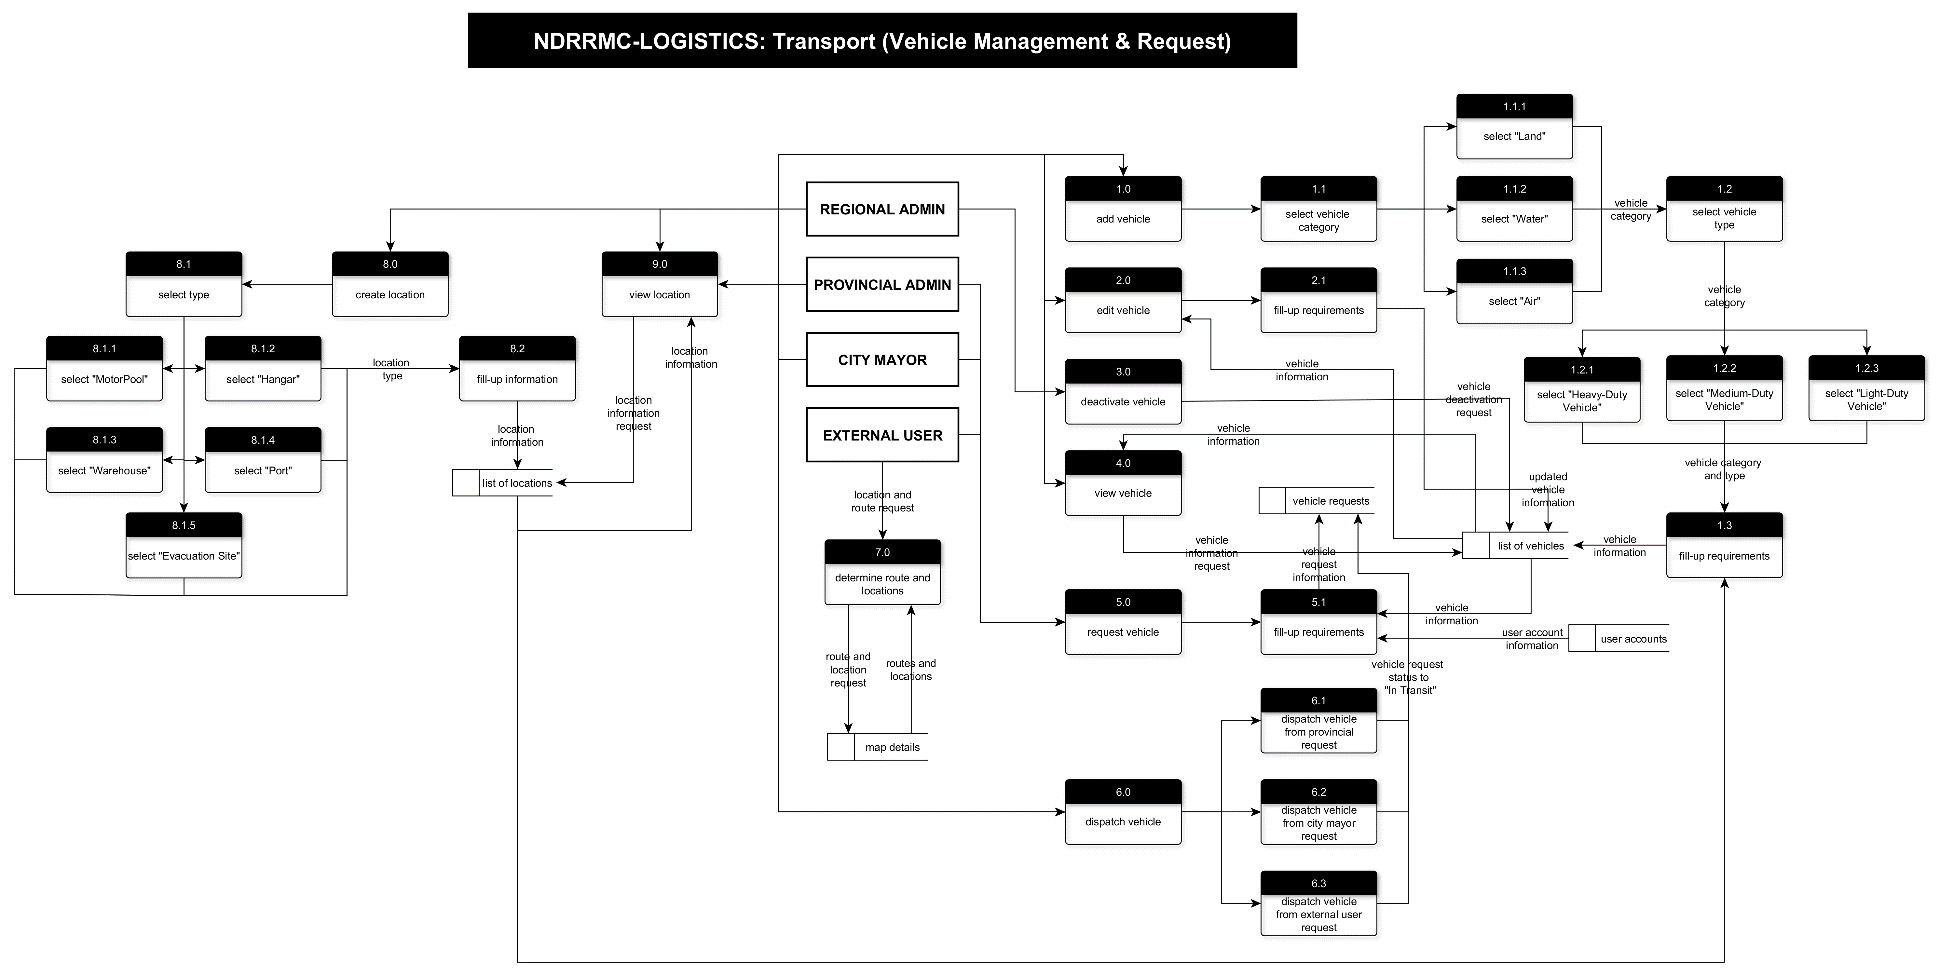 NDRRMC-LOGISTICS: Transport (Vehicle Management & Request)
1.1.1
select "Land"
1.0
add vehicle
1.1
select vehicle
category
1.1.2
select "Water"
vehicle
category
1.2
select vehicle
type
1.1.3
select "Air"
REGIONAL ADMIN
PROVINCIAL ADMIN
CITY MAYOR
EXTERNAL USER
8.1
select type
8.0
create location
9.0
view location
2.0
edit vehicle
2.1
fill-up requirements
vehicle
category
8.1.1
select "MotorPool"
8.1.2
select "Hangar"
location
type
8.2
fill-up information
location
information
location
information
request
3.0
deactivate vehicle
vehicle
information
vehicle
deactivation
request
1.2.1
select "Heavy-Duty
Vehicle"
1.2.2
select "Medium-Duty
Vehicle"
1.2.3
select "Light-Duty
Vehicle"
8.1.3
select "Warehouse"
8.1.4
select "Port"
location
information
list of locations
vehicle
information
4.0
view vehicle
vehicle category
and type
updated
vehicle
information
vehicle requests
location and
route request
8.1.5
select "Evacuation Site"
7.0
determine route and
locations
vehicle
information
request
vehicle
request
information
list of vehicles
vehicle
information
1.3
fill-up requirements
5.0
request vehicle
5.1
fill-up requirements
vehicle
information
user account
information
user accounts
route and
location
request
routes and
locations
vehicle request
status to
"In Transit"
map details
6.1
dispatch vehicle
from provincial
request
6.0
dispatch vehicle
6.2
dispatch vehicle
from city mayor
request
6.3
dispatch vehicle
from external user
request